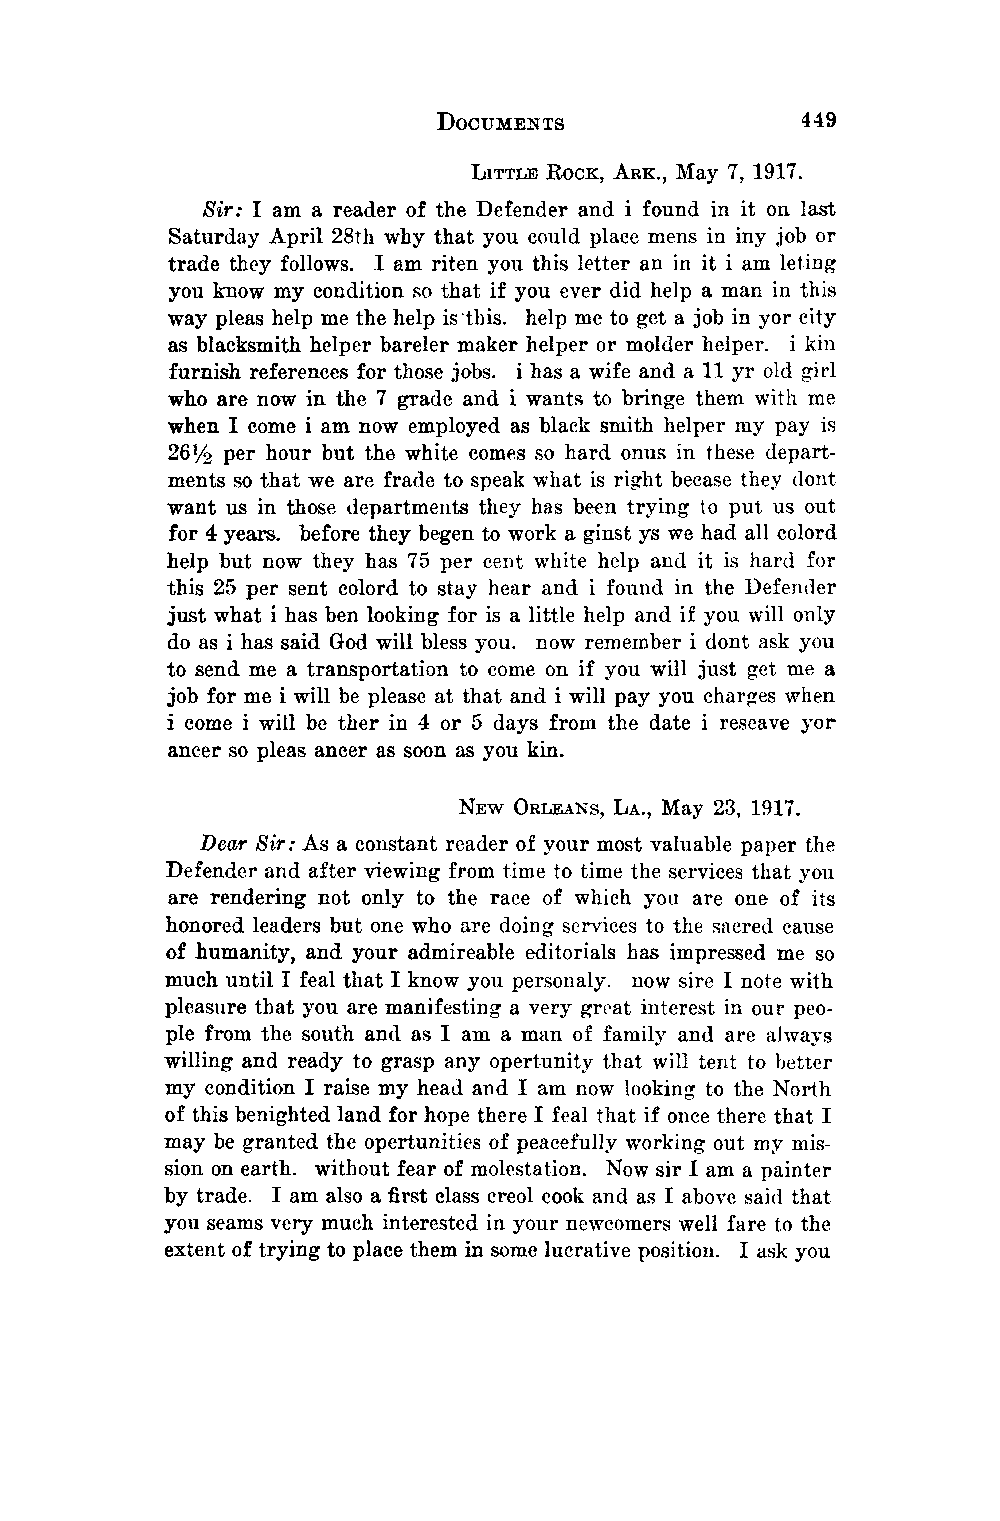 DOCUMENTS 449
LITTLE ROCK, ARK., May 7, 1917.
Sir: I am a reader of the Defender and i found in it on last
Saturday April 28th why that you could place mens in iny job or
trade they follows. I am riten you this letter an in it i am leting
you know my condition so that if you ever did help a man in this
way pleas help me the help is this. help me to get a job in yor city
as blacksmith helper bareler maker helper or molder helper. i kin
furnish references for those jobs. i has a wife and a 11 yr old girl
who are now in the 7 grade and i wants to bringe them with me
when I come i am now employed as black smith helper my pay is
26½ per hour but the white comes so hard onus in these depart-
ments so that we are frade to speak what is right becase they dont
want us in those departments they has been trying to put us out
for 4 years. before they begen to work a ginst ys we had all colord
help but now they has 75 per cent white help and it is hard for
this 25 per sent colord to stay hear and i found in the Defender
just what i has ben looking for is a little help and if you will only
do as i has said God will bless you. now remember i dont ask you
to send me a transportation to come on if you will just get me a
job for me i will be please at that and i will pay you charges when
i come i will be ther in 4 or 5 days from the date i reseave yor
ancer so pleas ancer as soon as you kin.
NEW ORLEANS, LA., May 23, 1917.
Dear Sir: As a constant reader of your most valuable paper the
Defender and after viewing from time to time the services that you
are rendering not only to the race of which you are one of its
honored leaders but one who are doing services to the sacred cause
of humanity, and your admireable editorials has impressed me so
much until I feal that I know you personaly. now sire I note with
pleasure that you are manifesting a very great interest in our peo-
ple from the south and as I am a man of family and are always
willing and ready to grasp any opertunity that will tent to better
my condition I raise my head and I am now looking to the North
of this benighted land for hope there I feal that if once there that I
may be granted the opertunities of peacefully working out my mis-
sion on earth. without fear of molestation. Now sir I am a painter
by trade. I am also a first class creol cook and as I above said that
you seams very much interested in your newcomers well fare to the
extent of trying to place them in some lucrative position. I ask you